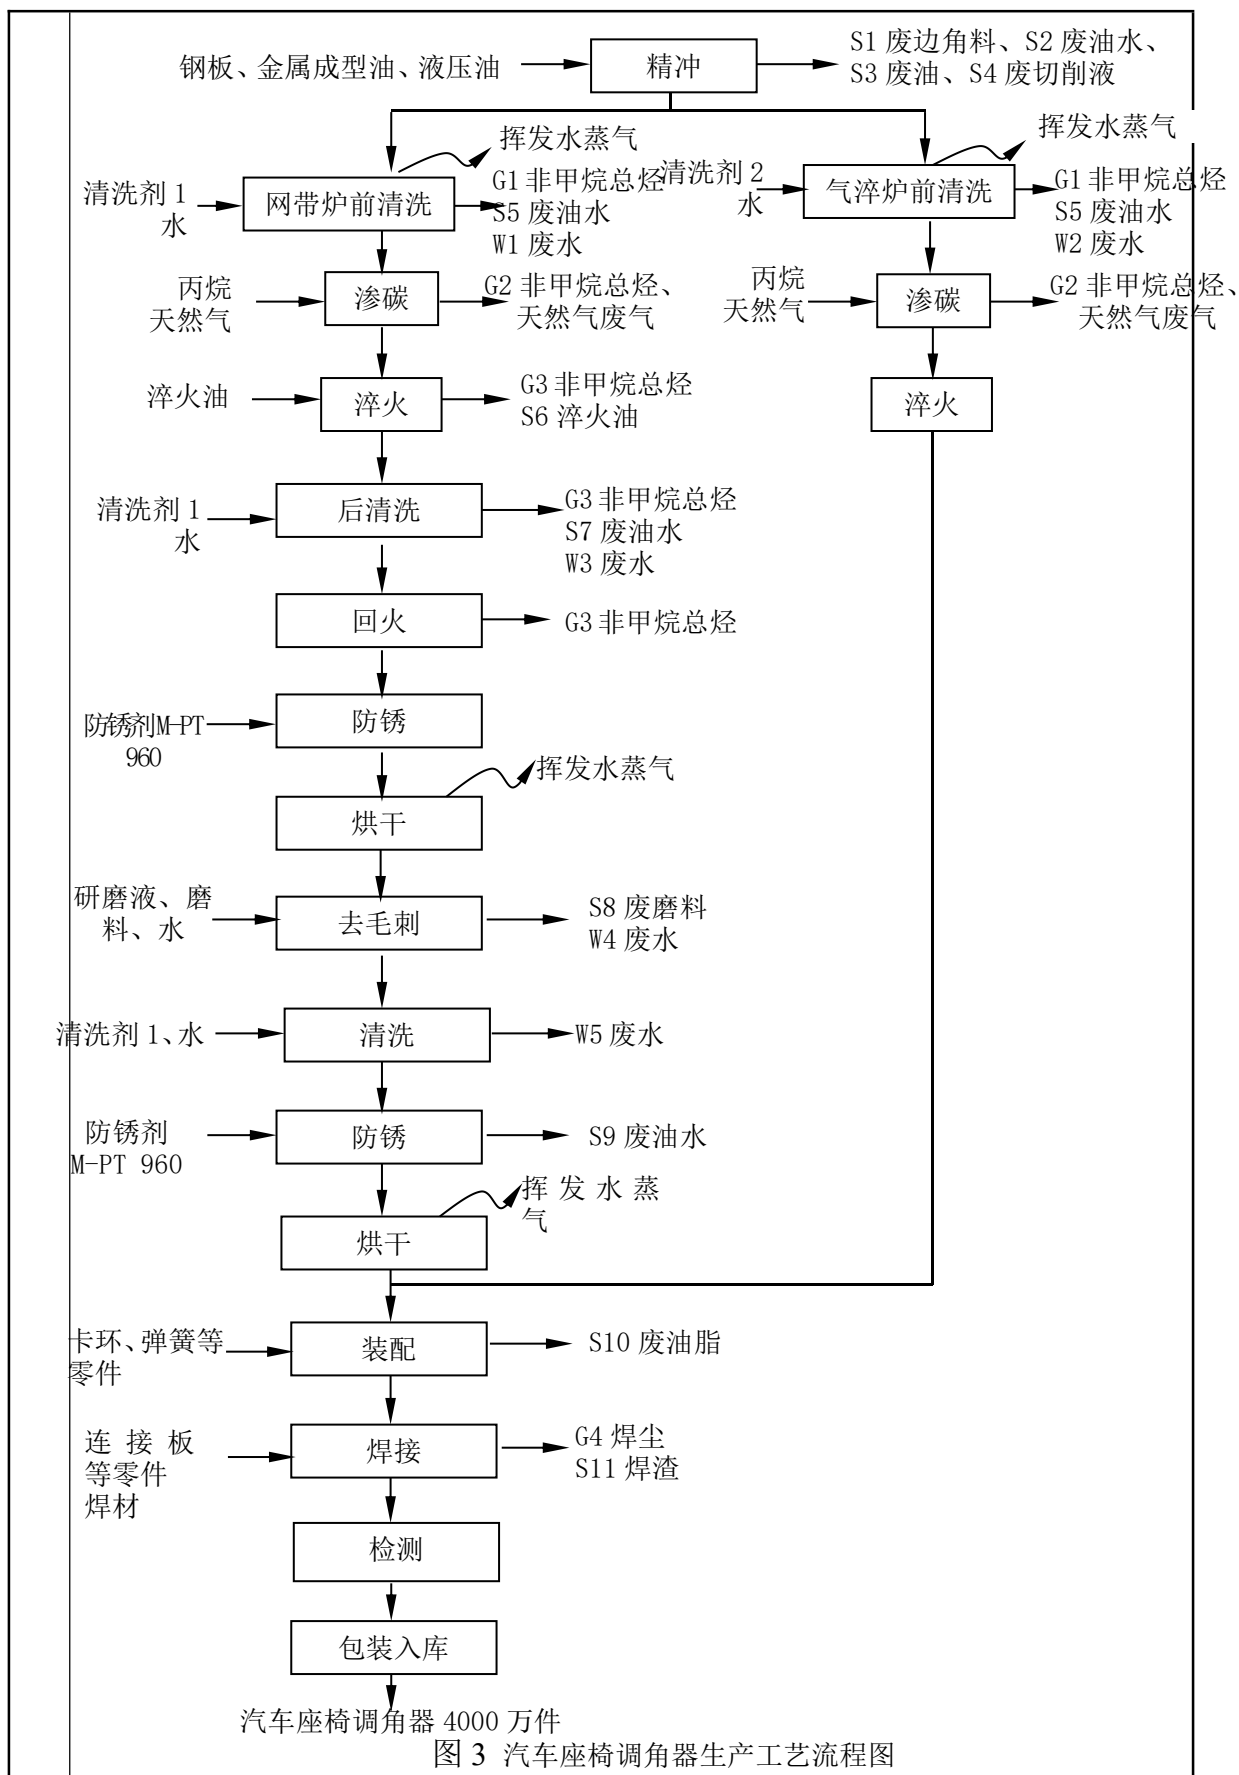 钢板、金属成型油、液压油
精冲
S1 废边角料、S2 废油水、
S3 废油、S4 废切削液
挥发水蒸气
挥发水蒸气
清洗剂 1
水
网带炉前清洗
G1 非甲烷总烃
S5 废油水
W1 废水
清洗剂 2
水
气淬炉前清洗
G1 非甲烷总烃
S5 废油水
W2 废水
丙烷
天然气
渗碳
G2 非甲烷总烃、
天然气废气
丙烷
天然气
渗碳
G2 非甲烷总烃、
天然气废气
淬火油
淬火
G3 非甲烷总烃
S6 淬火油
淬火
清洗剂 1
水
后清洗
G3 非甲烷总烃
S7 废油水
W3 废水
回火
G3 非甲烷总烃
防锈剂M-PT
960
防锈
挥发水蒸气
烘干
研磨液、磨
料、水
去毛刺
S8 废磨料
W4 废水
清洗剂 1、水
清洗
W5 废水
防锈剂
M-PT 960
防锈
S9 废油水
挥发水蒸
气
烘干
卡环、弹簧等
零件
装配
S10 废油脂
连接板
等零件
焊材
焊接
G4 焊尘
S11 焊渣
检测
包装入库
汽车座椅调角器 4000 万件
图 3 汽车座椅调角器生产工艺流程图